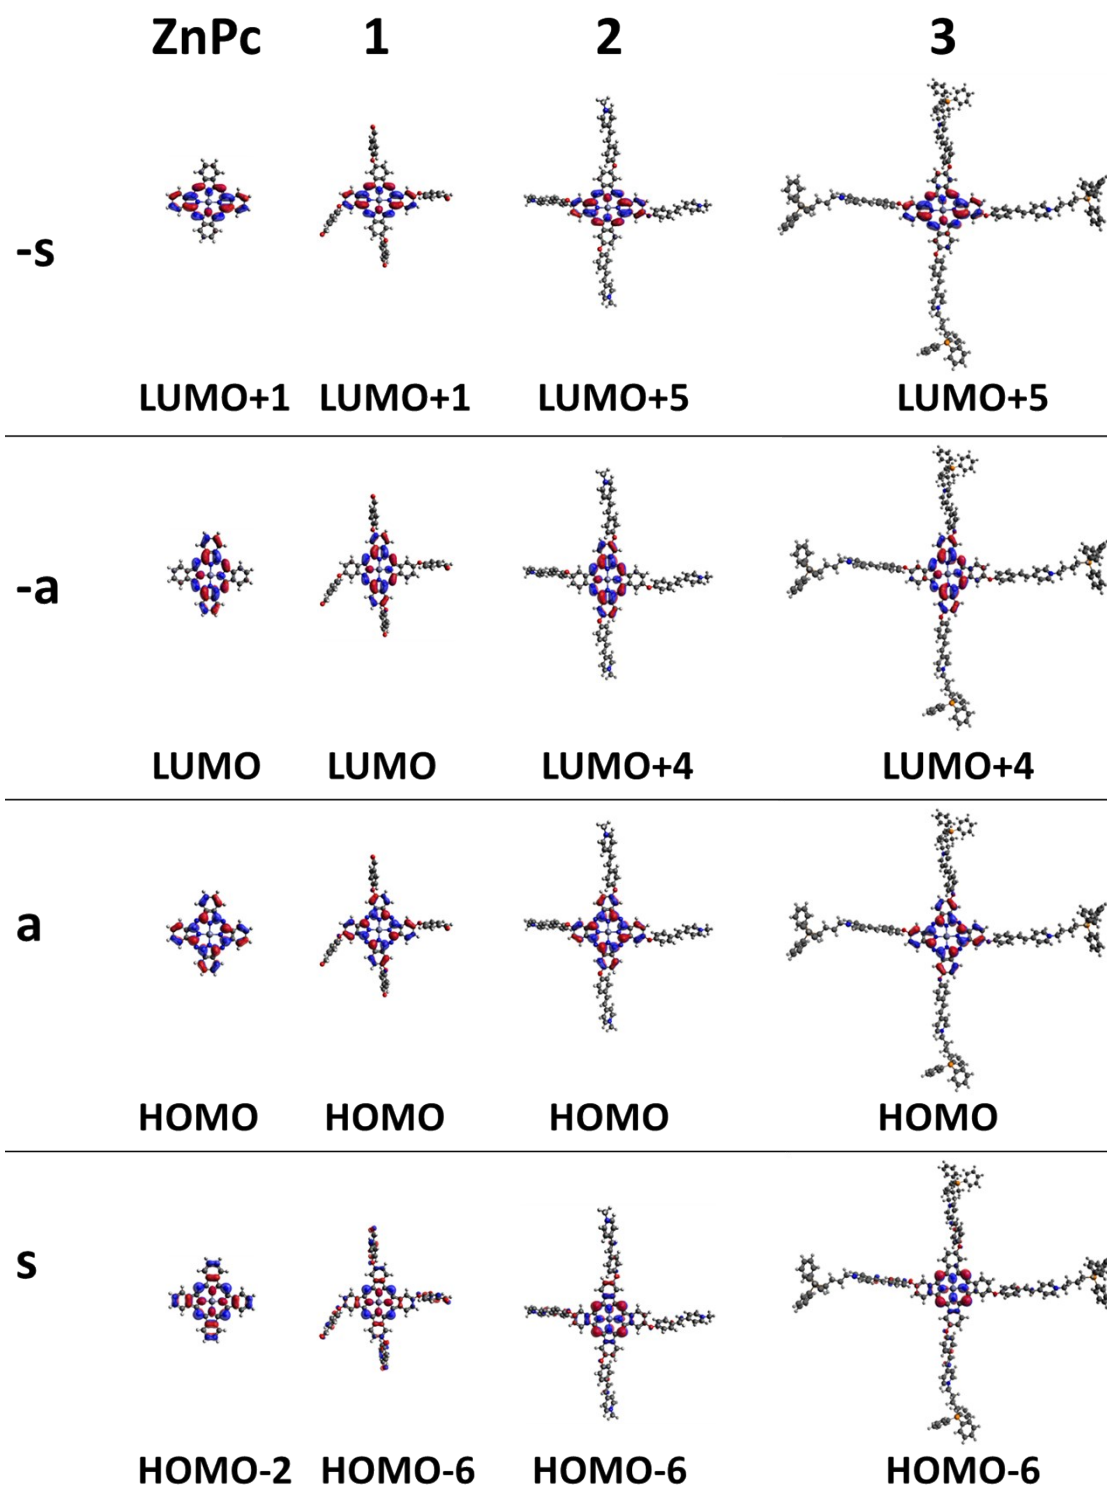 ZnPc 1 2 3
-s
LUMO+1 LUMO+1 LUMO+5 LUMO+5
-a
LUMO LUMO LUMO+4 LUMO+4
a
HOMO HOMO HOMO HOMO
s
HOMO-2 HOMO-6 HOMO-6 HOMO-6